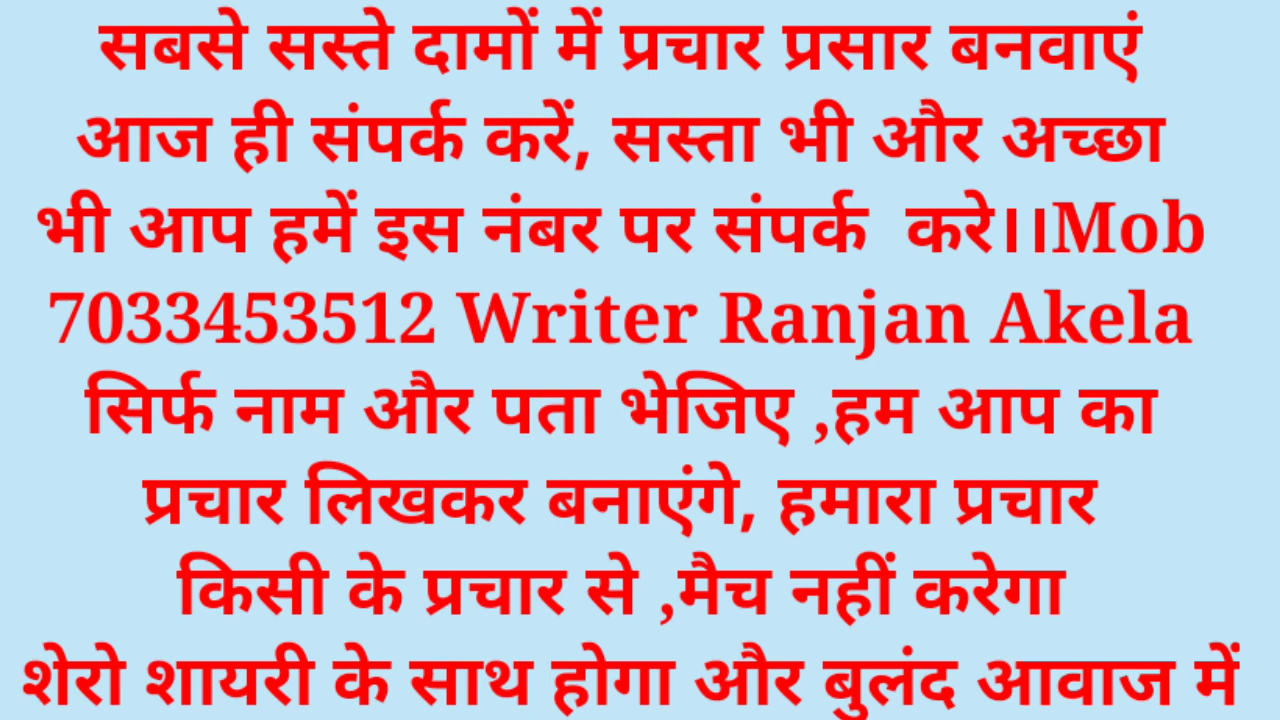 सबसे सस्ते दामों में प्रचार प्रसार बनवाएं
आज ही संपर्क करें, सस्ता भी और अच्छा
भी आप हमें इस नंबर पर संपर्क  करे।।Mob
7033453512 Writer Ranjan Akela
सिर्फ नाम और पता भेजिए ,हम आप का
प्रचार लिखकर बनाएंगे, हमारा प्रचार
किसी के प्रचार से ,मैच नहीं करेगा
शेरो शायरी के साथ होगा और बुलंद आवाज में